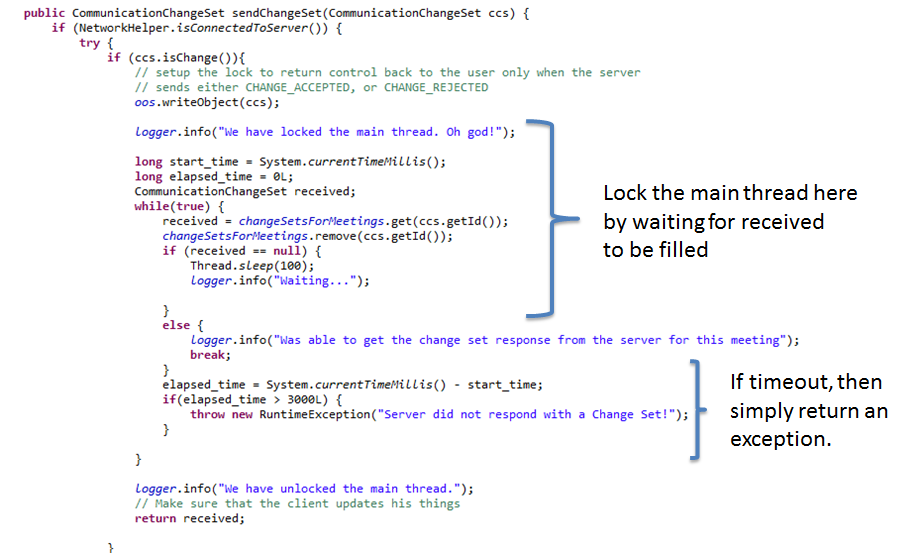 public CommunicationChangeSet sendChangeSet(CommunicationChangeSet ccs) {
if (NetworkHelper.isConnectedToServer()) {
try {
if (ccs.isChange()){
// setup the lock to return control back to the user only when the server
// sends either CHANGE_ACCEPTED, or CHANGE_REJECTED
oos.writeObject(ccs);
logger.info("We have locked the main thread. Oh god!");
long start_time = System.currentTimeMillis();
long elapsed_time = 0L;
CommunicationChangeSet received;
while(true) {
received = changeSetsForMeetings.get(ccs.getId());
changeSetsForMeetings.remove(ccs.getId());
if (received == null) {
Thread.sleep(100);
logger.info("Waiting...");
}
else {
logger.info("Was able to get the change set response from the server for this meeting");
break;
}
elapsed_time = System.currentTimeMillis() - start_time;
if(elapsed_time > 3000L) {
throw new RuntimeException("Server did not respond with a Change Set!");
}
}
logger.info("We have unlocked the main thread.");
// Make sure that the client updates his things
return received;
}
Lock the main thread here
by waiting for received
to be filled
If timeout, then
simply return an
exception.